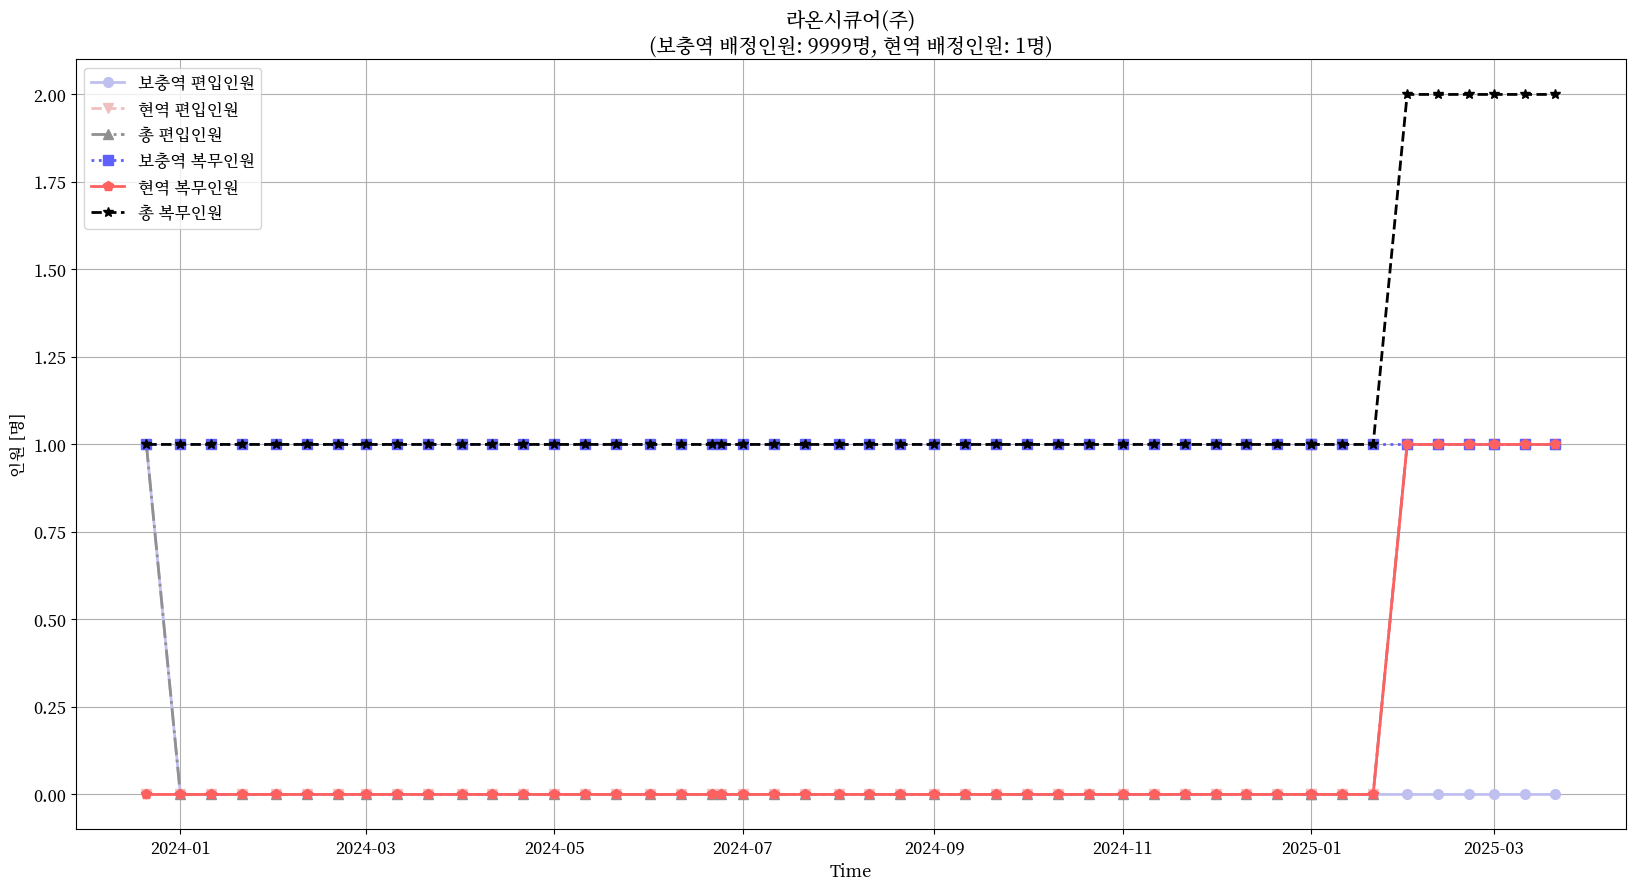 라온시큐어(주)
(보충역 배정인원: 9999명, 현역 배정인원: 1명)
보충역 편입인원
현역 편입인원
총 편입인원
보충역 복무인원
현역 복무인원
총 복무인원
인원 [명]
2.00
1.75
1.50
1.25
1.00
0.75
0.50
0.25
0.00
2024-01
2024-03
2024-05
2024-07
2024-09
2024-11
2025-01
2025-03
Time